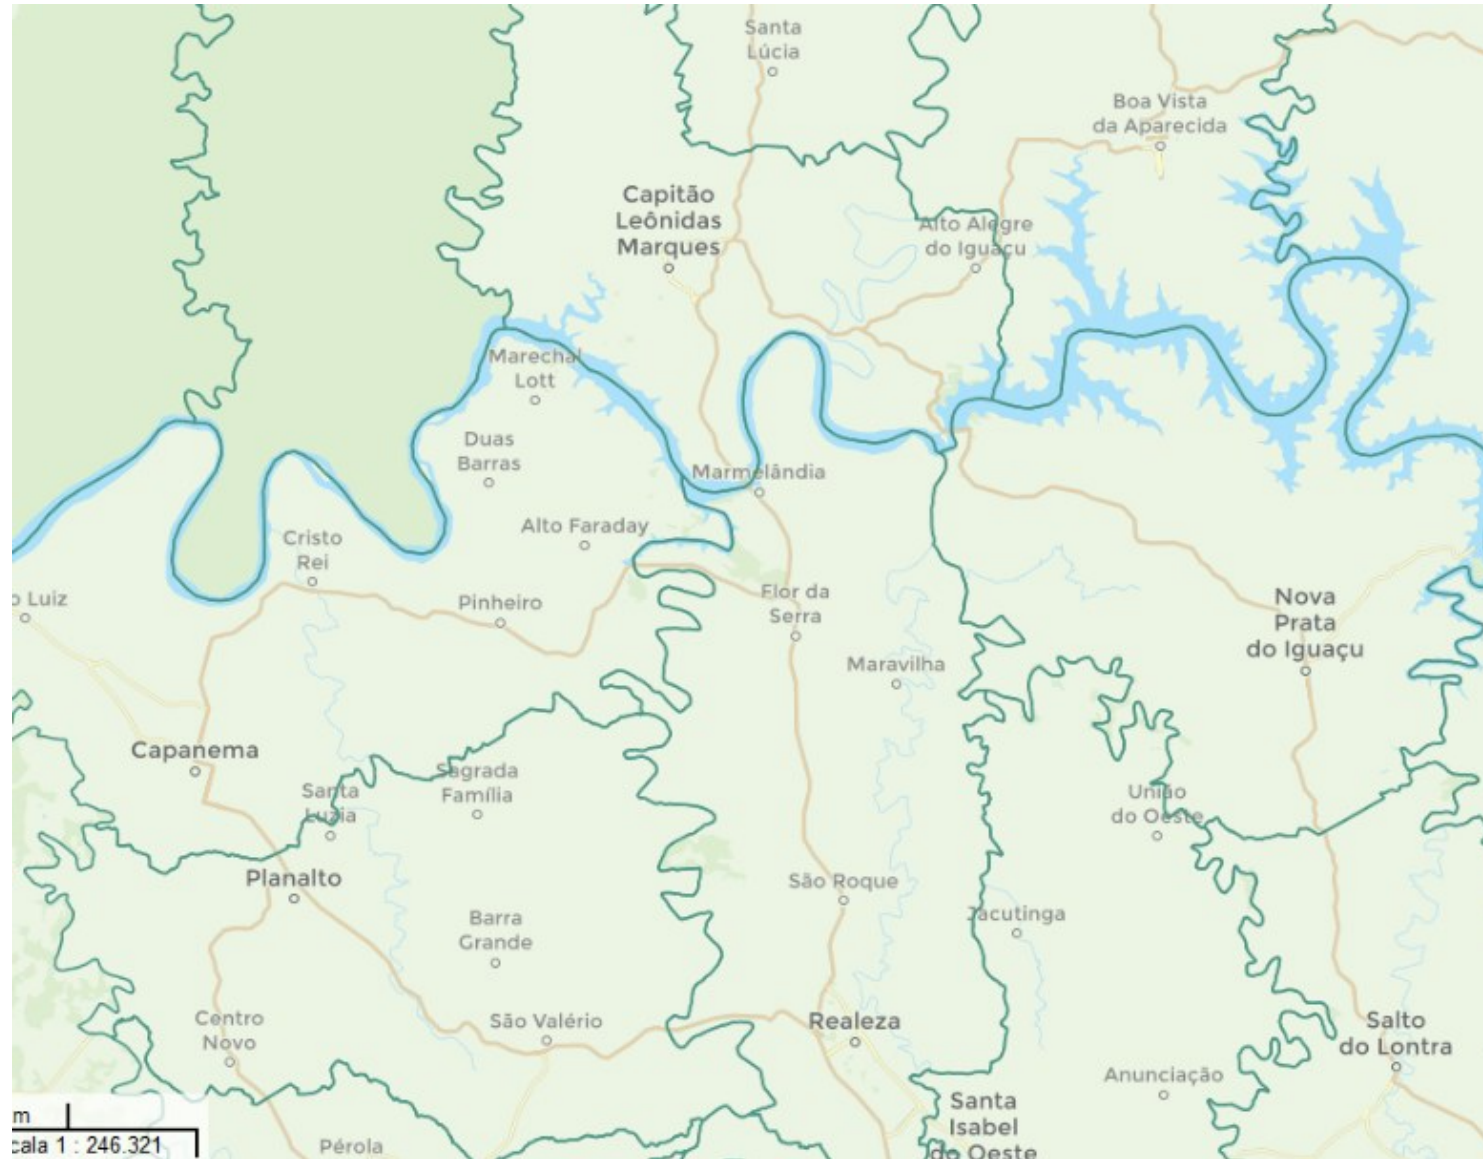 Santa
Lúcia
Boa Vista
da Aparecida
Capitão
Leônidas
Marques
Alto Alegre
do Iguaçu
Marechal
Lott
Duas
Barras
Marmelândia
Alto Faraday
Cristo
Rei
o Luiz
Pinheiro
Flor da
Serra
Nova
Prata
do Iguaçu
Maravilha
Capanema
Sagrada
Família
Santa
Luzia
União
do Oeste
Planalto
São Roque
Barra
Grande
Jacutinga
Centro
Novo
São Valério
Realeza
Salto
do Lontra
Anunciação
Santa
Isabel
do Oeste
Pérola
m
cala 1 : 246.321